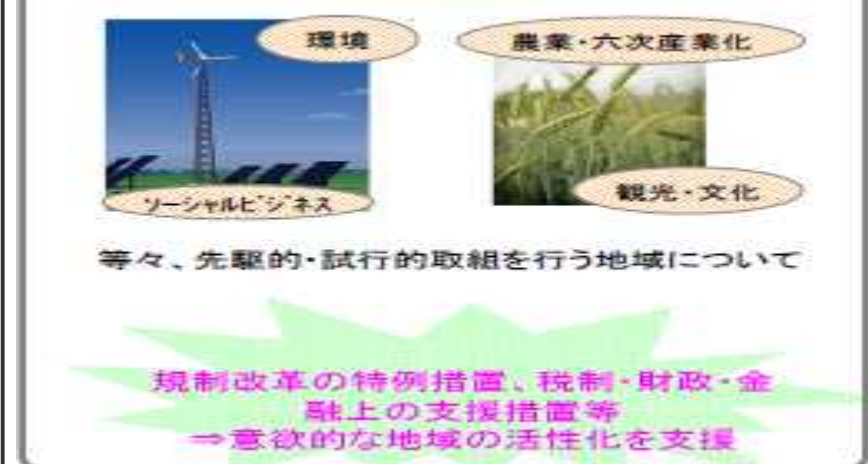 環境
農業・六次産業化
ソーシャルビジネス
観光・文化
等々、先駆的・試行的取組を行う地域について
規制改革の特例措置、税制・財政・金
融上の支援措置等
⇒意欲的な地域の活性化を支援